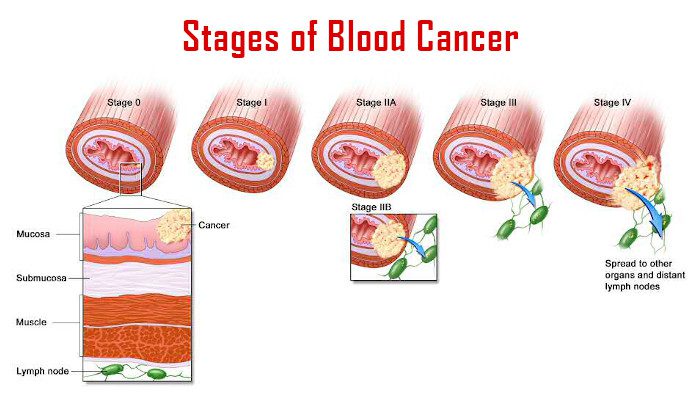 Stages of Blood Cancer
Stage 0
Stage I
Stage IIA
Stage III
Stage IV
Stage IIB
Cancer
Mucosa
Submucosa
Muscle
Lymph node
Spread to other
organs and distant
lymph nodes